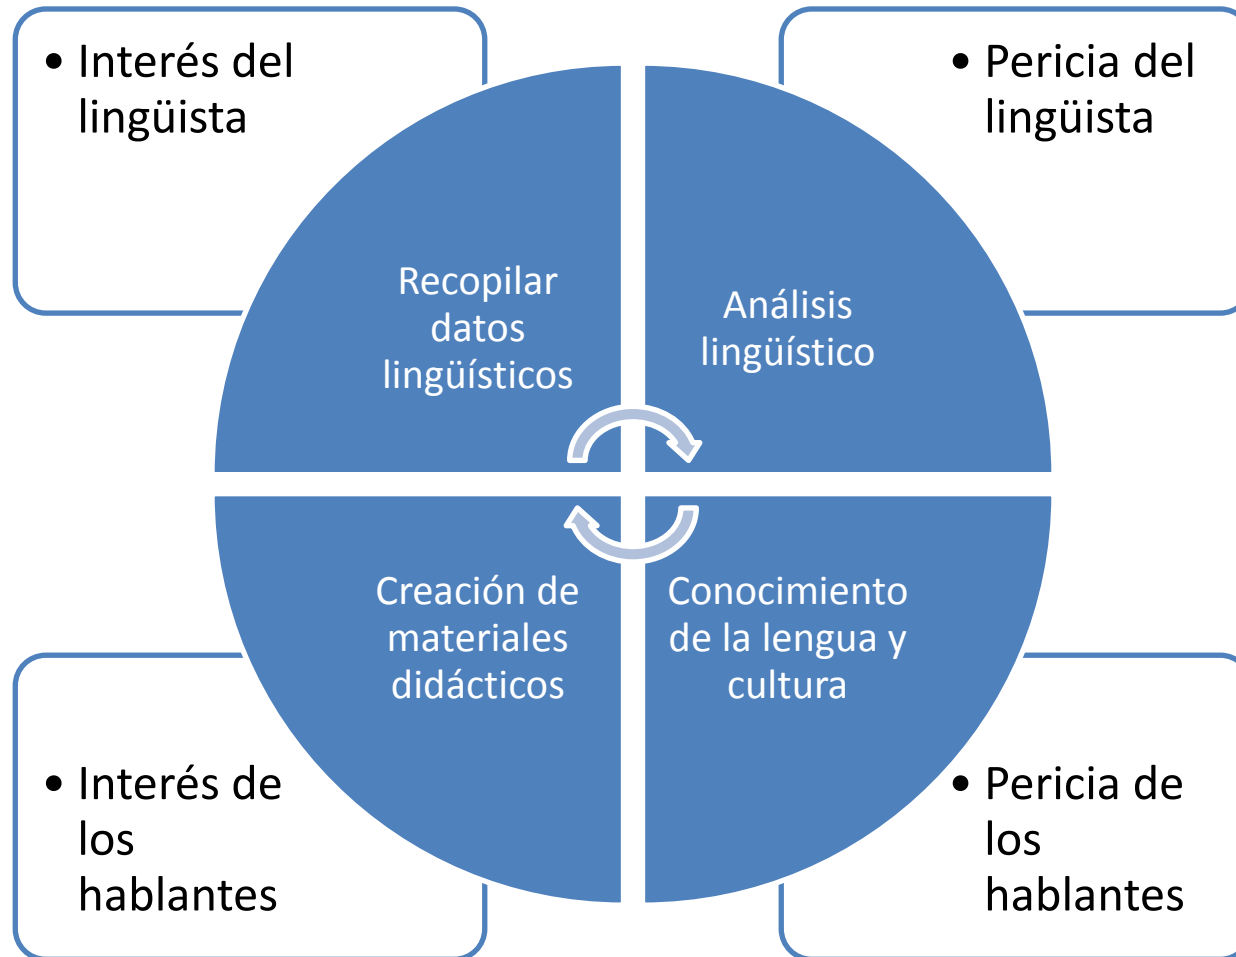 • Interés del
lingüista
• Pericia del
lingüista
Recopilar
datos
lingüísticos
Análisis
lingüístico
Creación de
materiales
didácticos
Conocimiento
de la lengua y
cultura
• Interés de
los
hablantes
• Pericia de
los
hablantes